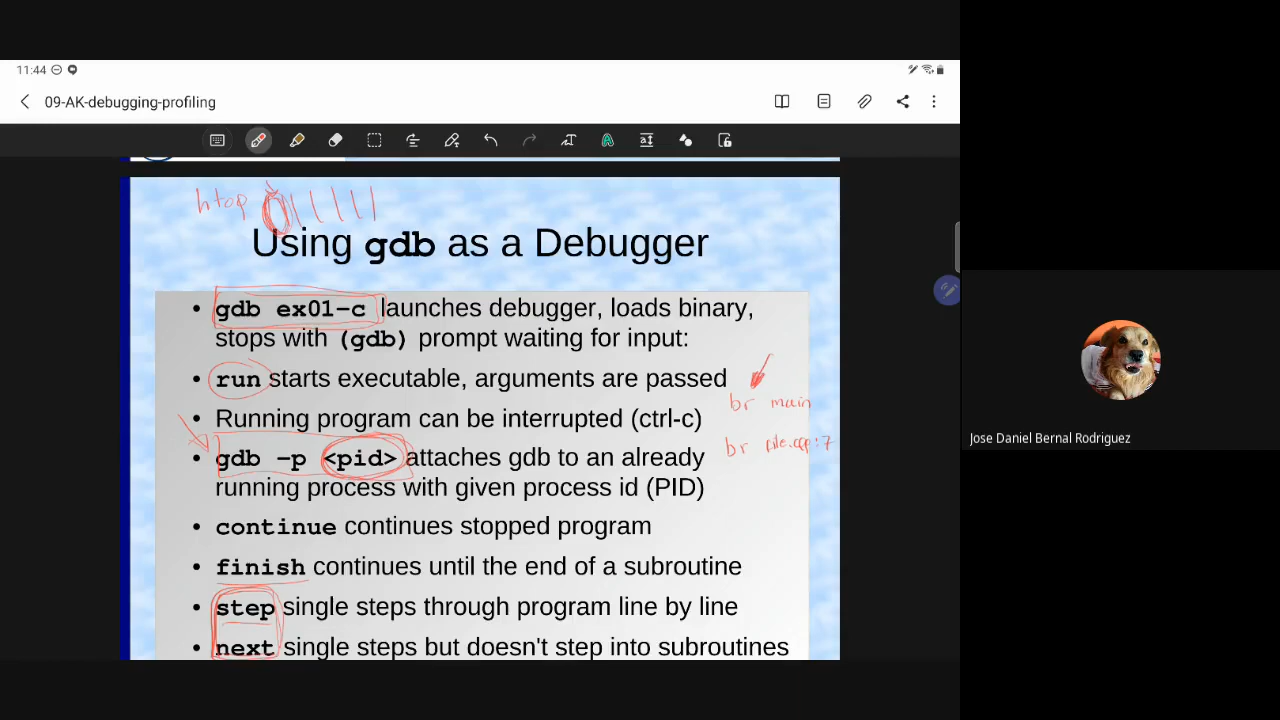 11:44
09-AK-debugging-profiling
htop
Using gdb as a Debugger
• gdb ex01-c launches debugger, loads binary,
stops with (gdb) prompt waiting for input:
• run starts executable, arguments are passed
br main
• Running program can be interrupted (ctrl-c)
br file.cpp:7
• gdb -p <pid> attaches gdb to an already
running process with given process id (PID)
• continue continues stopped program
• finish continues until the end of a subroutine
• step single steps through program line by line
• next single steps but doesn't step into subroutines
Jose Daniel Bernal Rodriguez